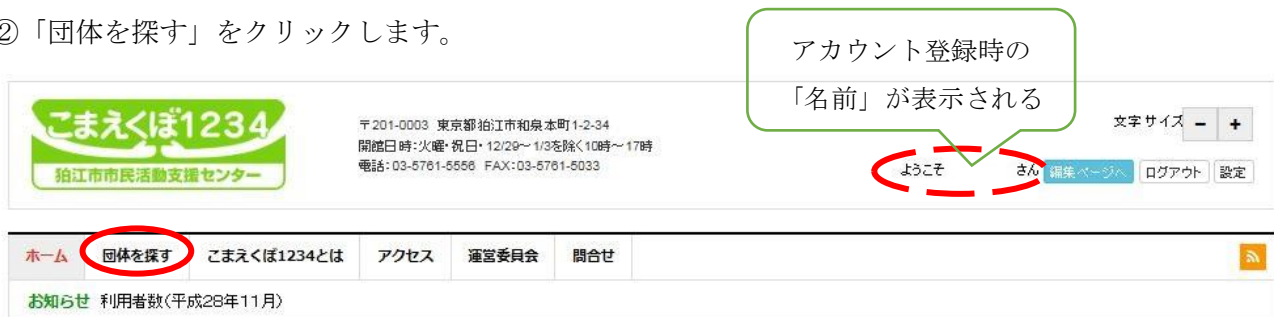 ②「団体を探す」をクリックします。
アカウント登録時の
「名前」が表示される
こまえくぼ1234
狛江市市民活動支援センター
〒201-0003 東京都狛江市和泉本町1-2-34
開館日時:火曜・祝日・12/29～1/3を除く10時～17時
電話:03-5761-5556 FAX:03-5761-5033
文字サイズ - +
ようこそ さん 編集ページへ ログアウト 設定
ホーム 団体を探す こまえくぼ1234とは アクセス 運営委員会 問合せ
お知らせ 利用者数(平成28年11月)